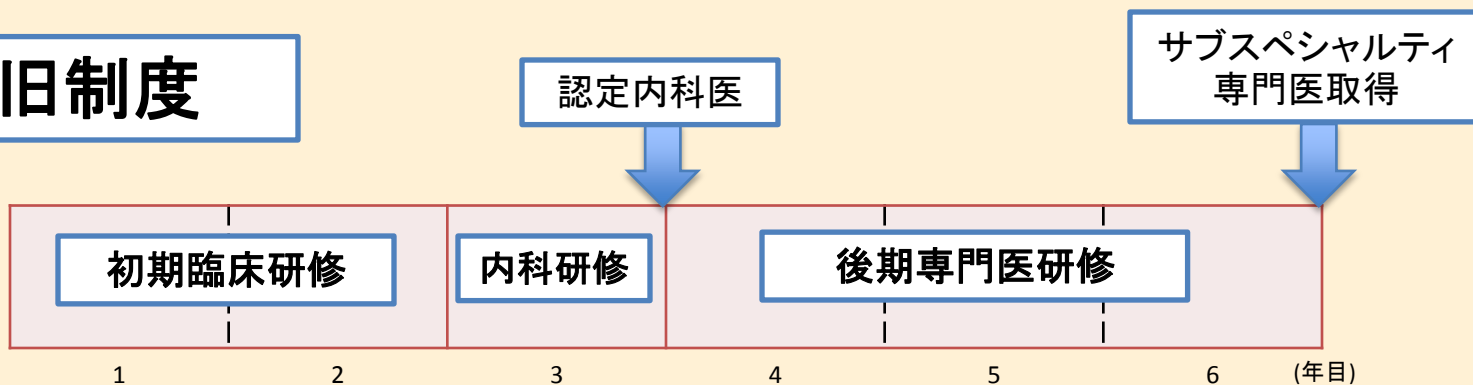 旧制度
認定内科医
サブスペシャルティ
専門医取得
初期臨床研修
内科研修
後期専門医研修
1 2 3 4 5 6 (年目)